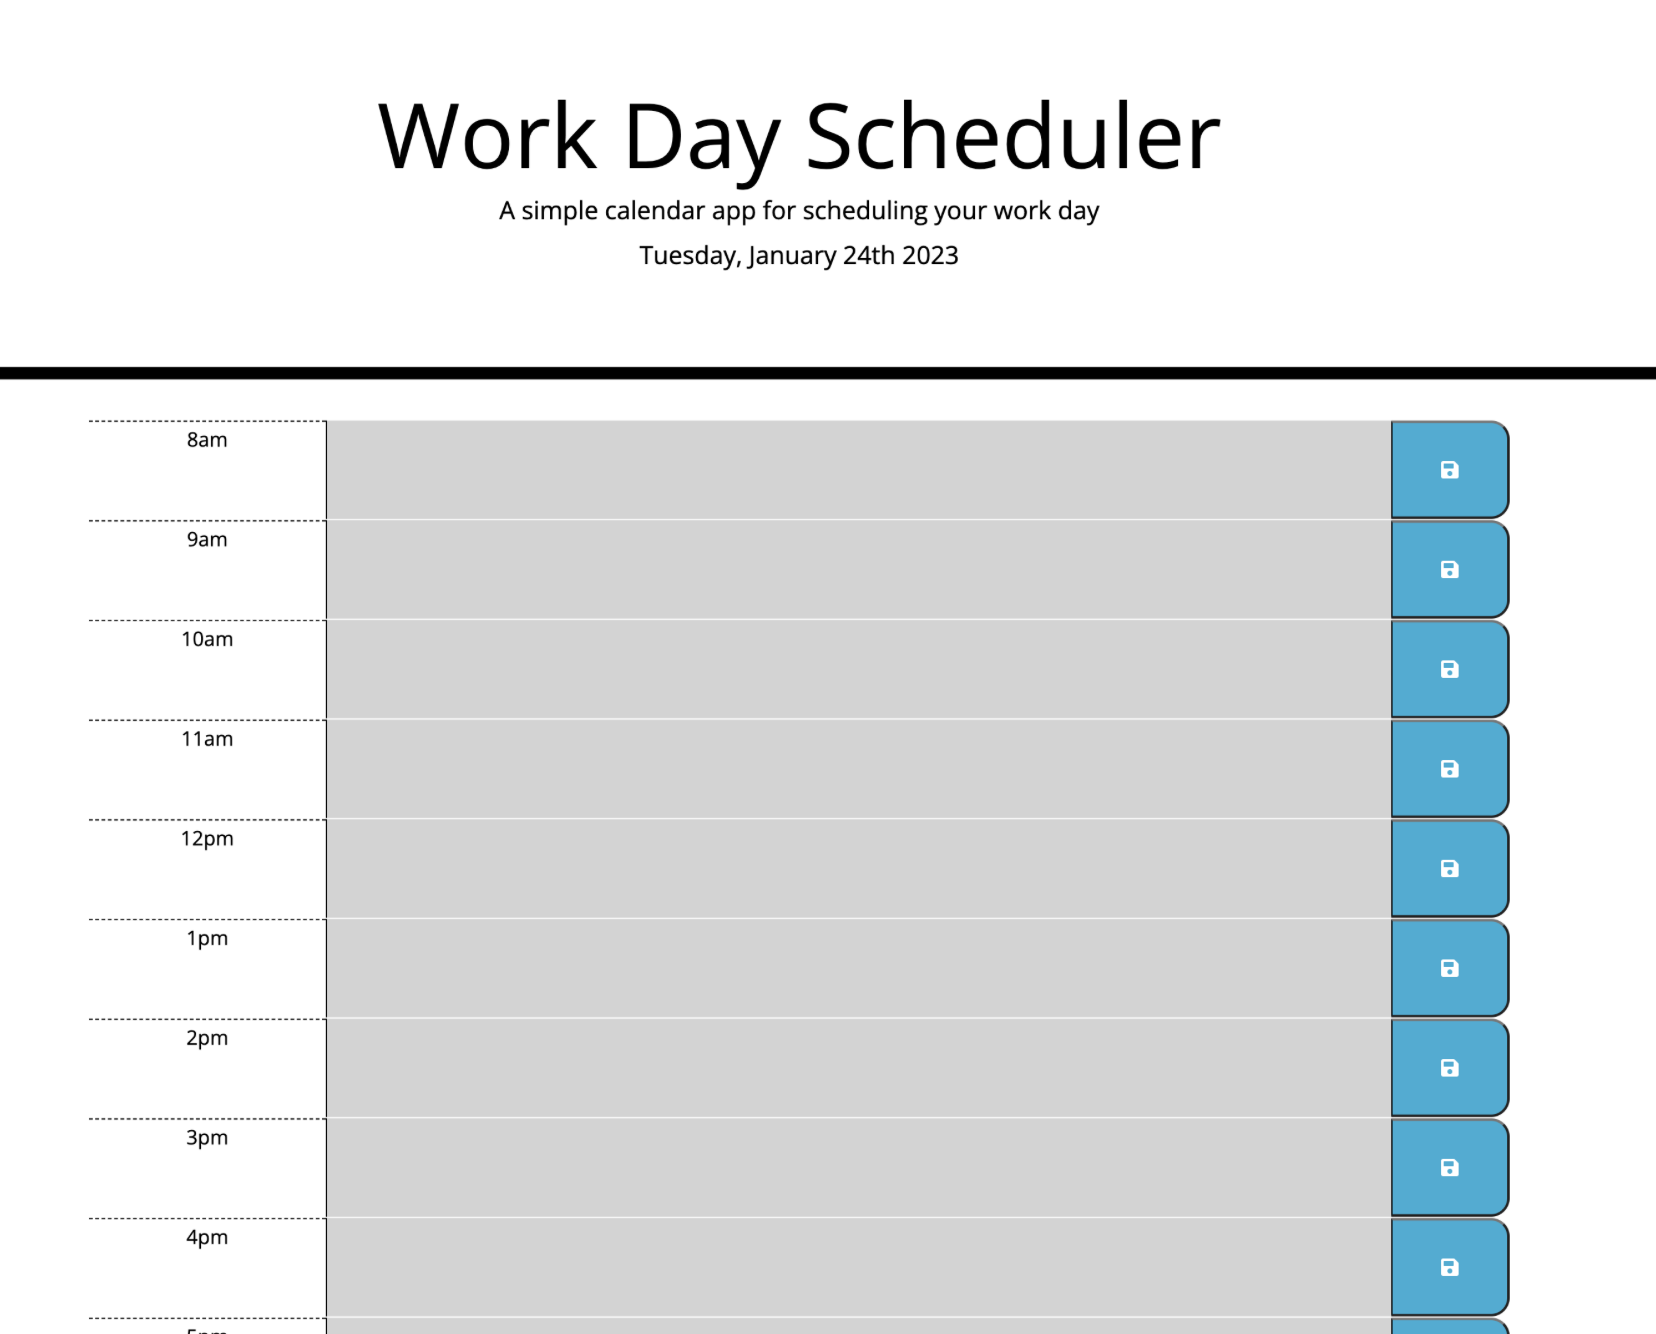 Work Day Scheduler
A simple calendar app for scheduling your work day
Tuesday, January 24th 2023
8am
9am
10am
11am
12pm
1pm
2pm
3pm
4pm
5pm